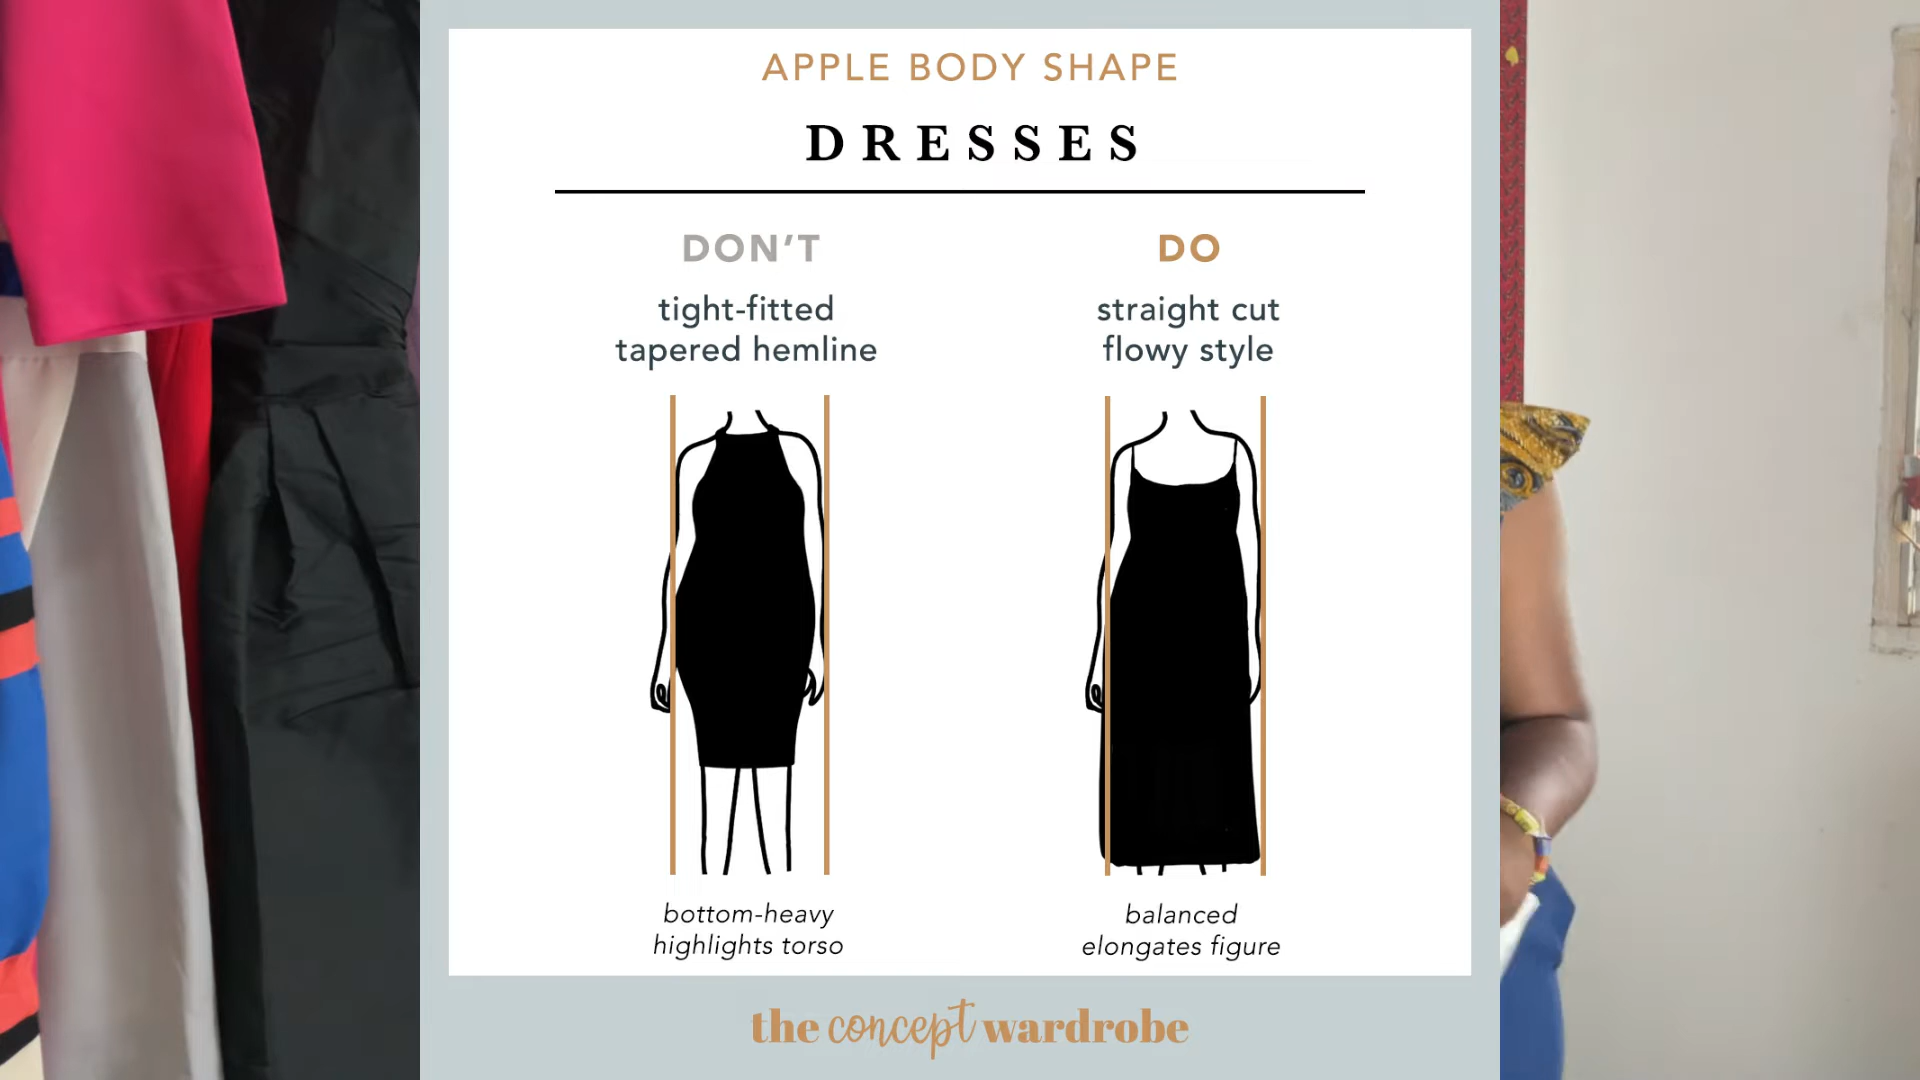 APPLE BODY SHAPE
DRESSES
DON'T
tight-fitted
tapered hemline
bottom-heavy
highlights torso
DO
straight cut
flowy style
balanced
elongates figure
the concept wardrobe